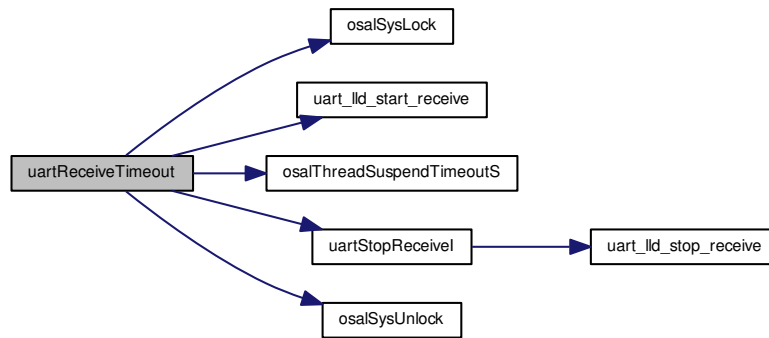 osalSysLock
uart_lld_start_receive
uartReceiveTimeout
osalThreadSuspendTimeoutS
uartStopReceiveI
uart_lld_stop_receive
osalSysUnlock